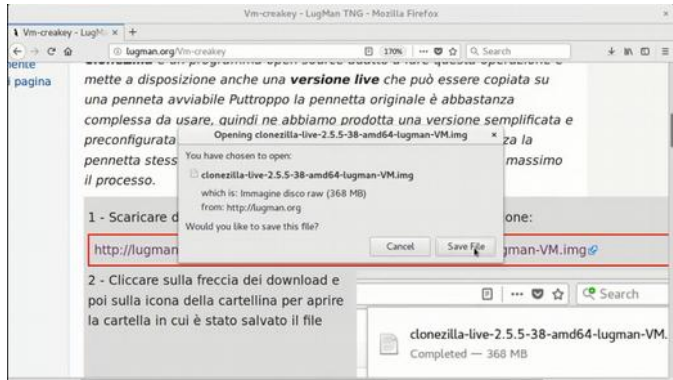 Vm-creakey - LugMan TNG - Mozilla Firefox
Vm-creakey - LugM
lugman.org/Vm-creakey
170%
Search
pagina
mette a disposizione anche una versione live che può essere copiata su
una penneta avviabile Puttroppo la pennetta originale è abbastanza
complessa da usare, quindi ne abbiamo prodotta una versione semplificata e
preconfigurata
za la
pennetta stess
massimo
il processo.
Opening clonezilla-live-2.5.5-38-amd64-lugman-VM.img
You have chosen to open:
clonezilla-live-2.5.5-38-amd64-lugman-VM.img
which is: Immagine disco raw (368 MB)
from: http://lugman.org
Would you like to save this file?
Cancel
Save File
1 - Scaricare d
one:
http://lugman
gman-VM.img
2 - Cliccare sulla freccia dei download e
poi sulla icona della cartellina per aprire
la cartella in cui è stato salvato il file
Search
clonezilla-live-2.5.5-38-amd64-lugman-VM.
Completed — 368 MB